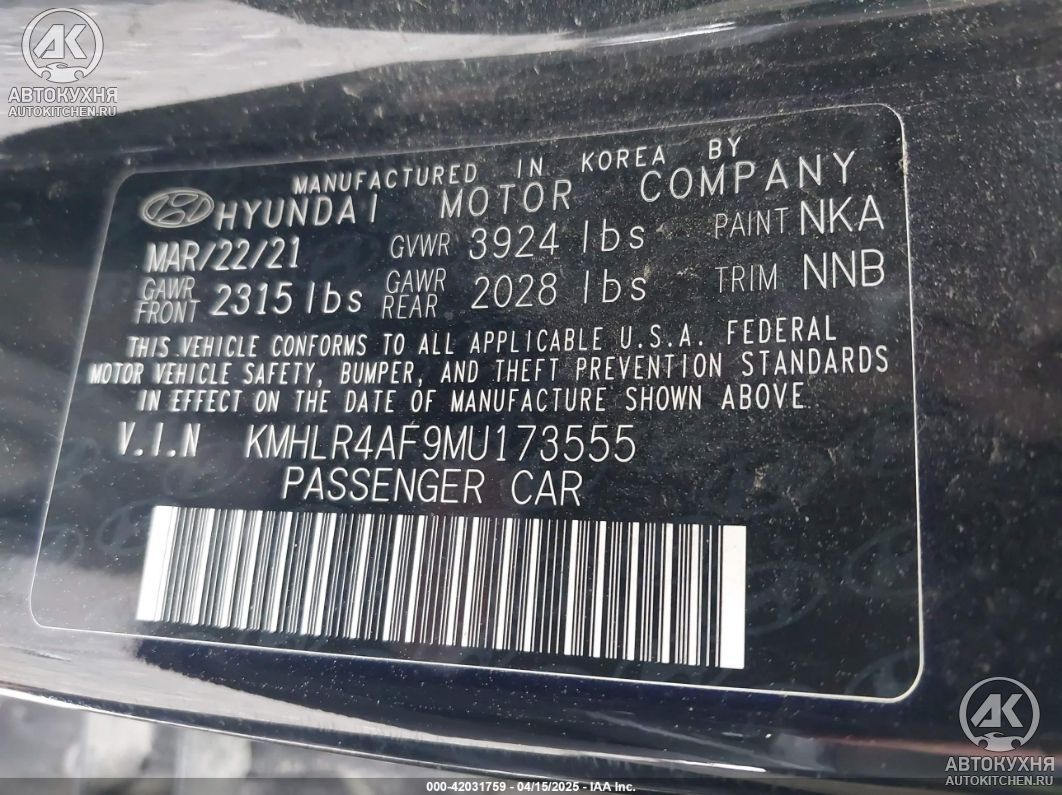 AK
АВТОКУХНЯ
AUTOKITCHEN.RU
MANUFACTURED IN KOREA BY
HYUNDAI MOTOR COMPANY
MAR/22/21 GVWR 3924 lbs PAINT NKA
GAWR FRONT 2315 lbs GAWR REAR 2028 lbs TRIM NNB
THIS VEHICLE CONFORMS TO ALL APPLICABLE U.S.A. FEDERAL
MOTOR VEHICLE SAFETY, BUMPER, AND THEFT PREVENTION STANDARDS
IN EFFECT ON THE DATE OF MANUFACTURE SHOWN ABOVE.
V.I.N KMHLR4AF9MU173555
PASSENGER CAR
AK
АВТОКУХНЯ
AUTOKITCHEN.RU
000-42031759 - 04/15/2025 - IAA Inc.